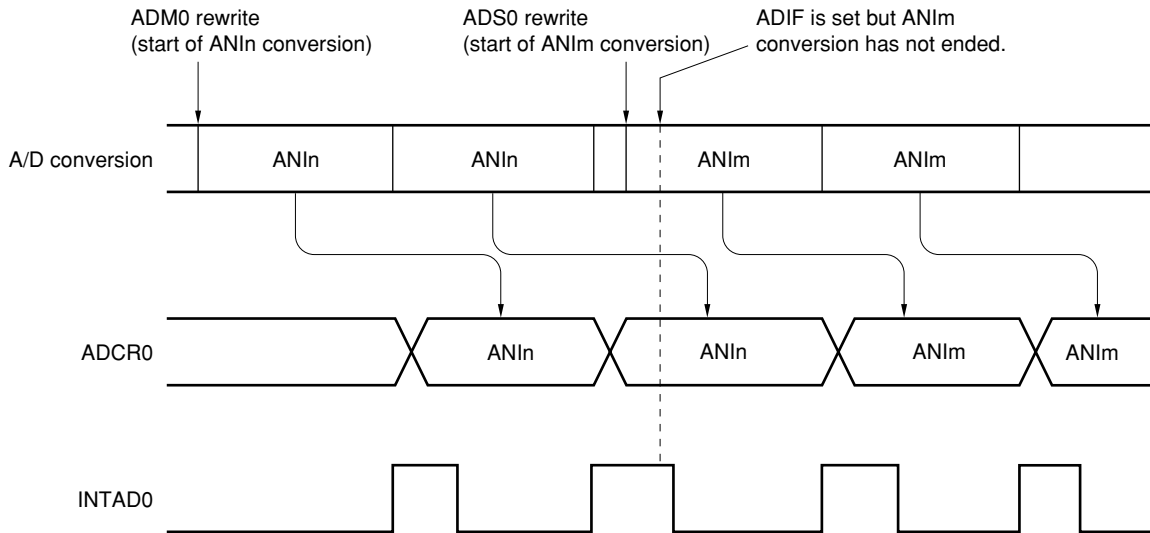 ADM0 rewrite
(start of ANIn conversion)
ADS0 rewrite
(start of ANIm conversion)
ADIF is set but ANIm
conversion has not ended.
A/D conversion
ANIn
ANIn
ANIm
ANIm
ADCR0
ANIn
ANIn
ANIm
ANIm
INTAD0